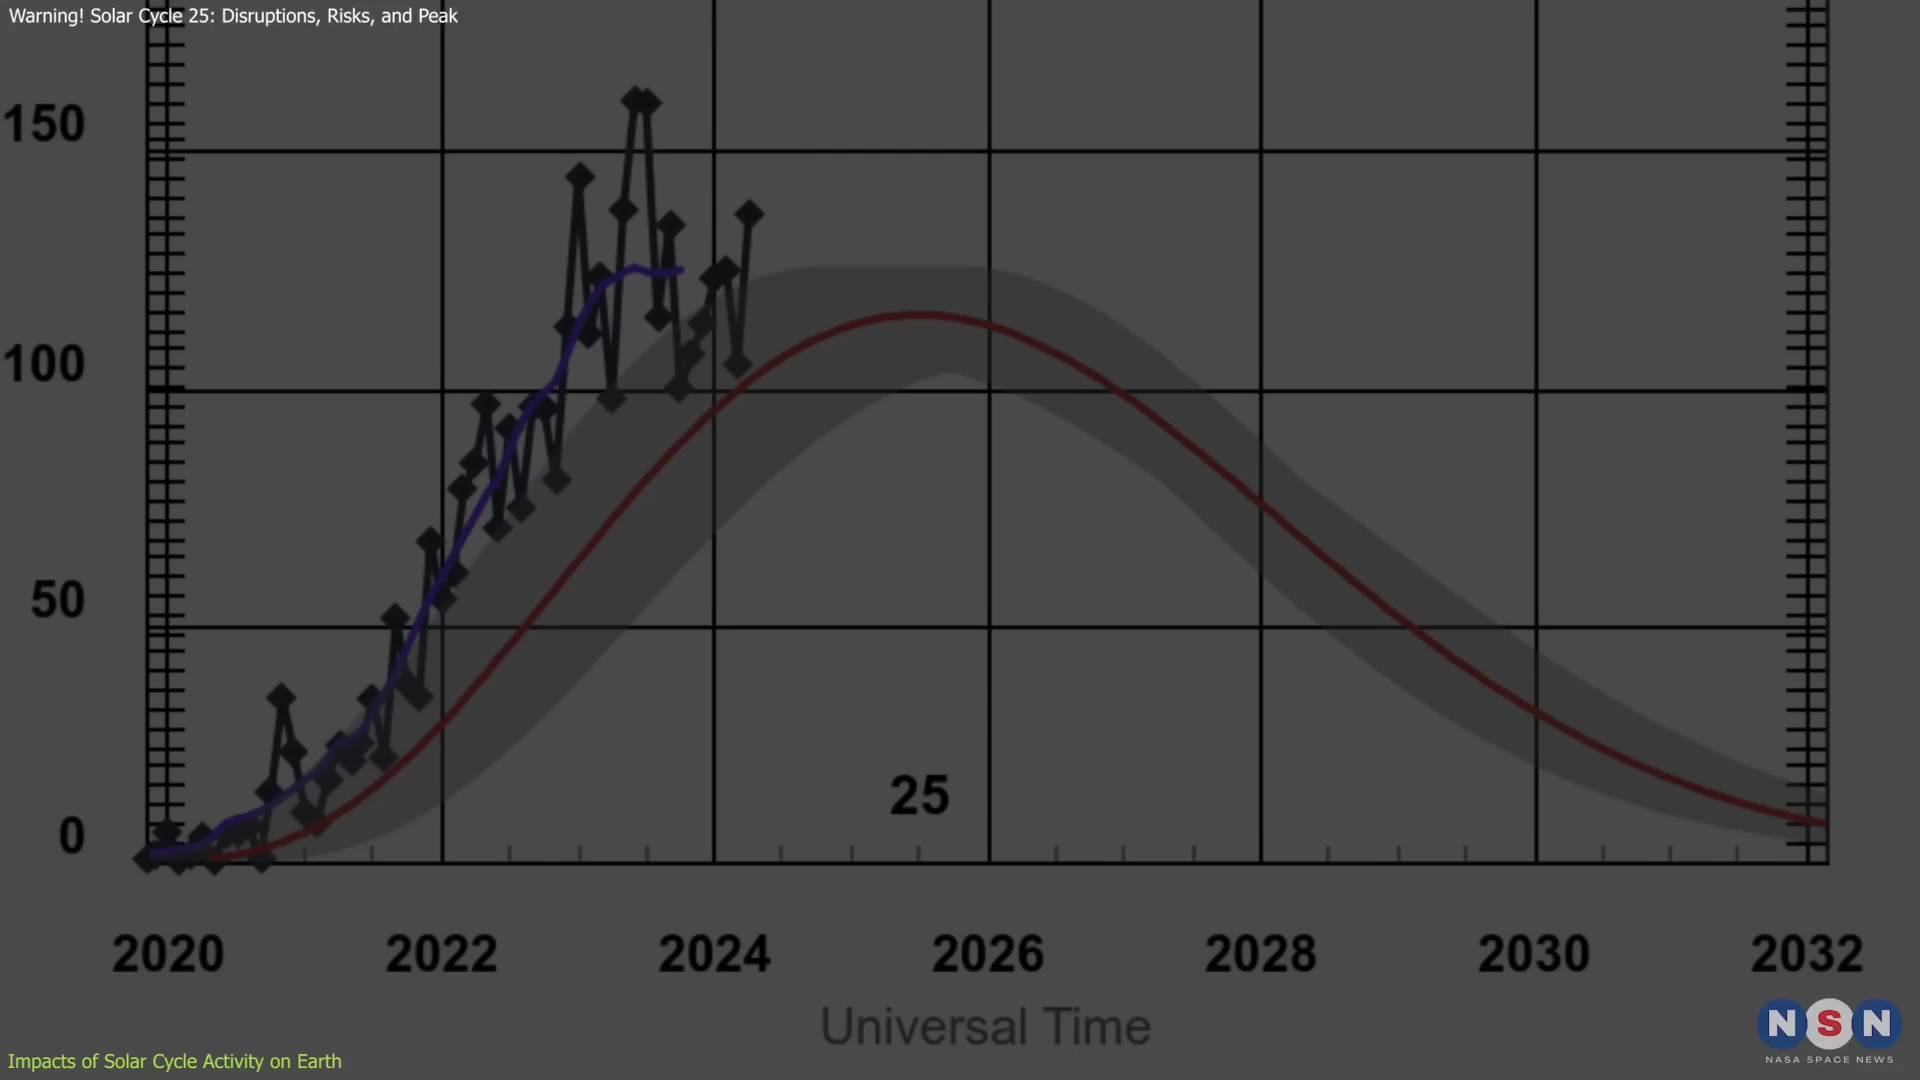 Warning! Solar Cycle 25: Disruptions, Risks, and Peak
150
100
50
0
25
2020 2022 2024 2026 2028 2030 2032
Universal Time
Impacts of Solar Cycle Activity on Earth
NSN
NASA SPACE NEWS